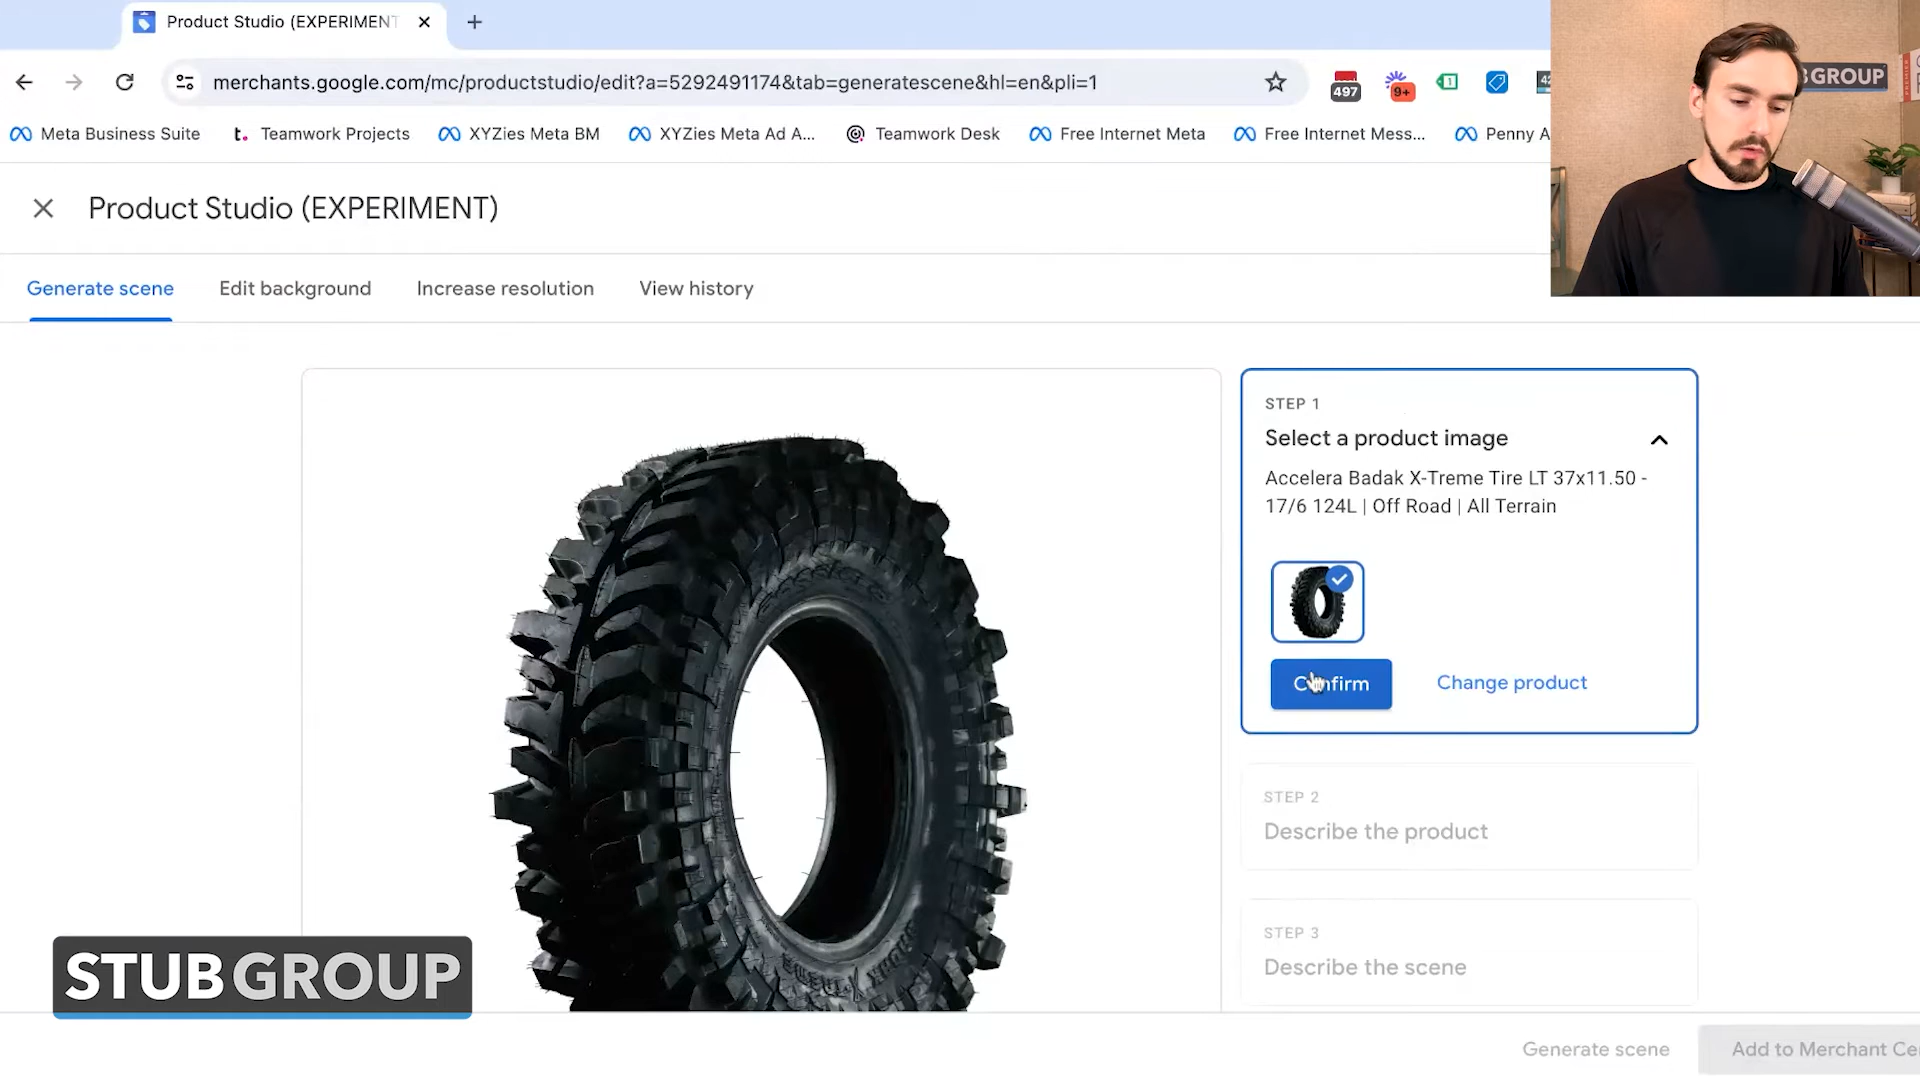 Product Studio (EXPERIMENT
merchants.google.com/mc/productstudio/edit?a=5292491174&tab=generatescene&hl=en&pli=1
497
9+
1
42
Meta Business Suite
t. Teamwork Projects
XYZies Meta BM
XYZies Meta Ad A...
Teamwork Desk
Free Internet Meta
Free Internet Mess...
Penny A
GROUP
Product Studio (EXPERIMENT)
Generate scene
Edit background
Increase resolution
View history
STEP 1
Select a product image
Accelera Badak X-Treme Tire LT 37x11.50 -
17/6 124L | Off Road | All Terrain
Confirm
Change product
STEP 2
Describe the product
STEP 3
Describe the scene
STUBGROUP
Generate scene
Add to Merchant Ce